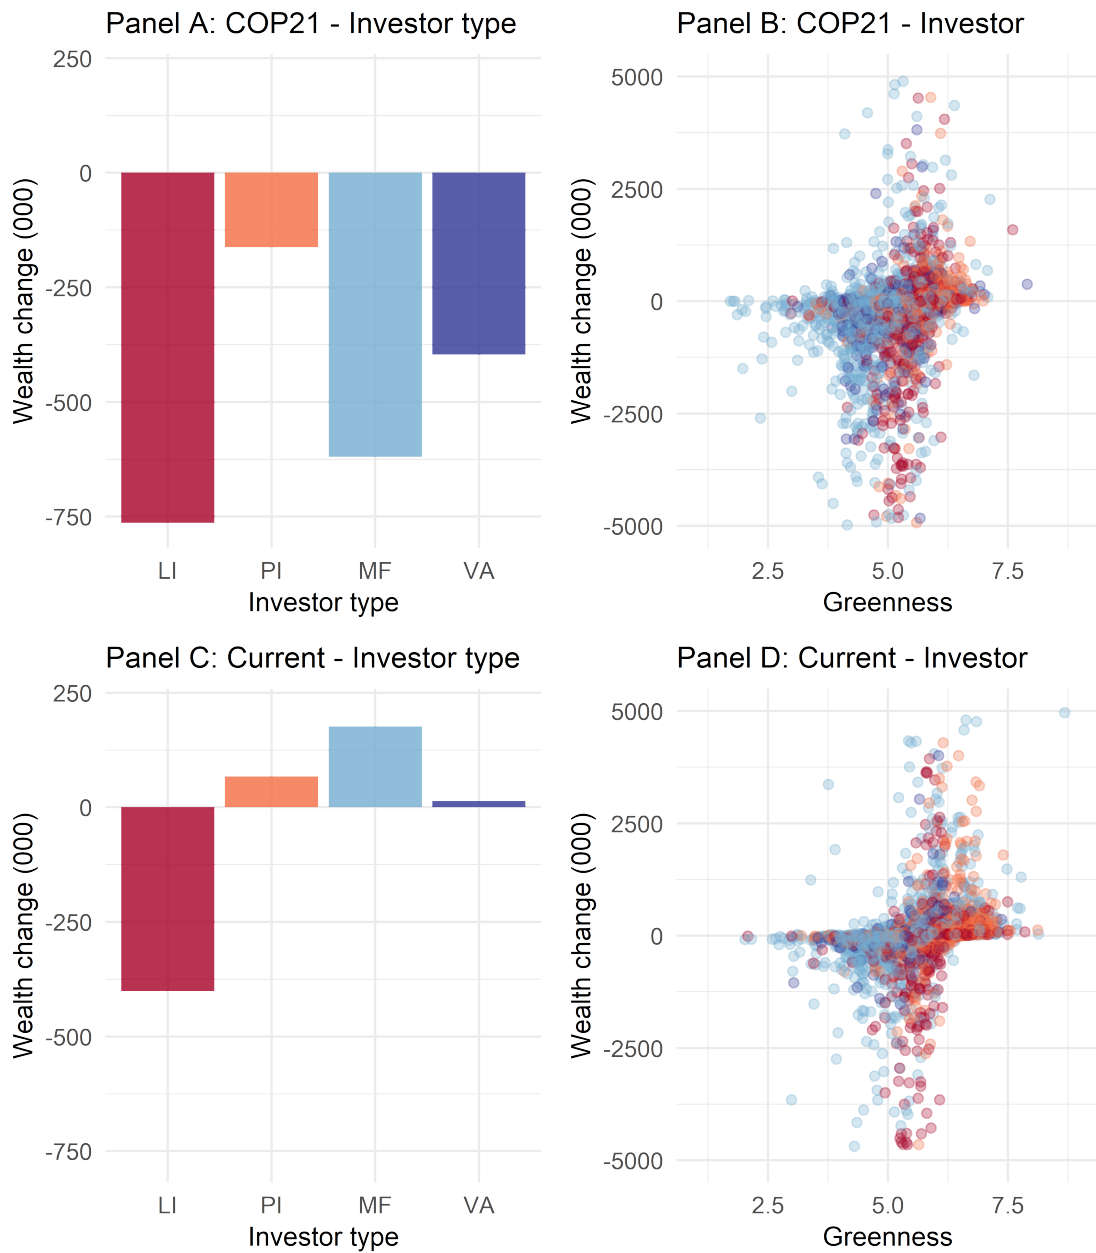 Panel A: COP21 - Investor type
250
0
-250
-500
-750
Wealth change (000)
LI PI MF VA
Investor type
Panel B: COP21 - Investor
5000
2500
0
-2500
-5000
Wealth change (000)
2.5 5.0 7.5
Greenness
Panel C: Current - Investor type
250
0
-250
-500
-750
Wealth change (000)
LI PI MF VA
Investor type
Panel D: Current - Investor
5000
2500
0
-2500
-5000
Wealth change (000)
2.5 5.0 7.5
Greenness